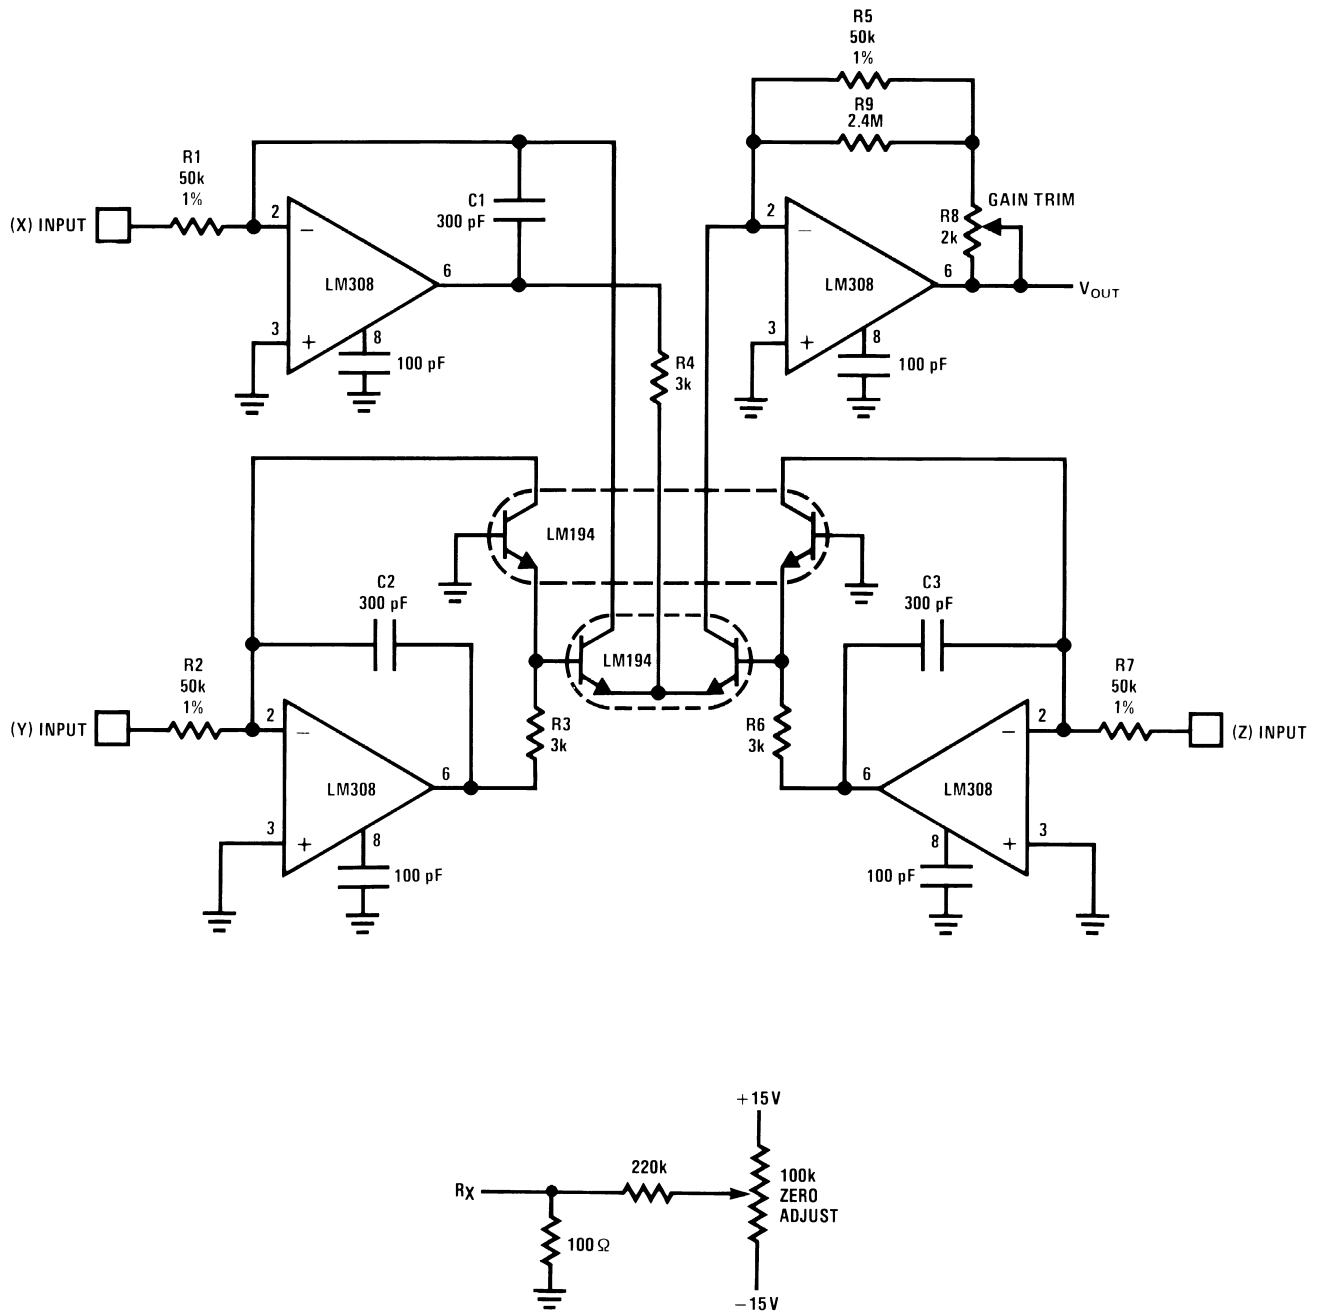 R5
50k
1%
R9
2.4M
R1
50k
1%
(X) INPUT
2
−
C1
300 pF
LM308
6
3
+
8
100 pF
R4
3k
2
−
GAIN TRIM
R8
2k
LM308
6
VOUT
3
+
8
100 pF
LM194
C2
300 pF
C3
300 pF
LM194
R2
50k
1%
(Y) INPUT
2
−
R3
3k
LM308
6
3
+
8
100 pF
R6
3k
R7
50k
1%
2
−
(Z) INPUT
6
LM308
8
+
3
100 pF
+15V
220k
RX
100k
ZERO
ADJUST
100Ω
−15V